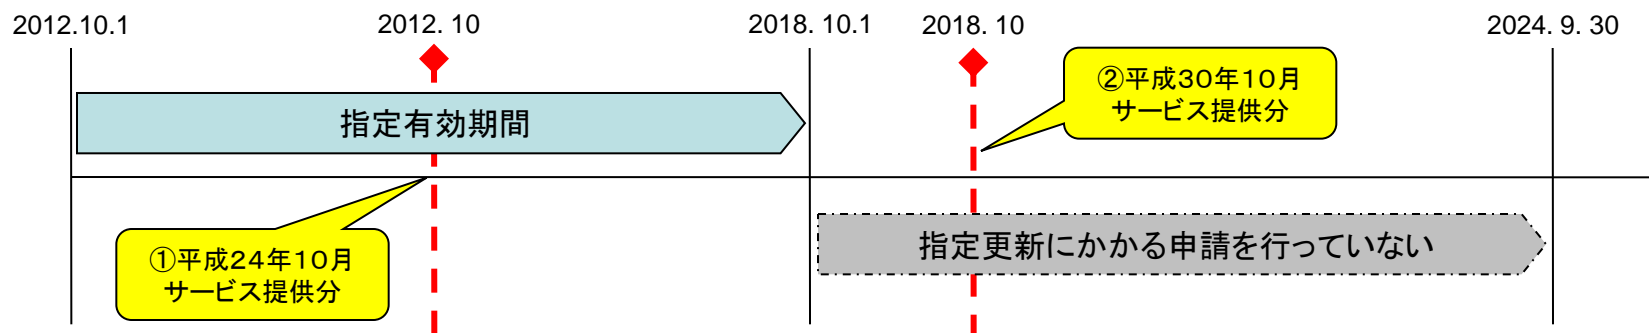 2012.10.1
2012. 10
2018. 10.1
2018. 10
2024. 9. 30
指定有効期間
②平成30年10月
サービス提供分
①平成24年10月
サービス提供分
指定更新にかかる申請を行っていない